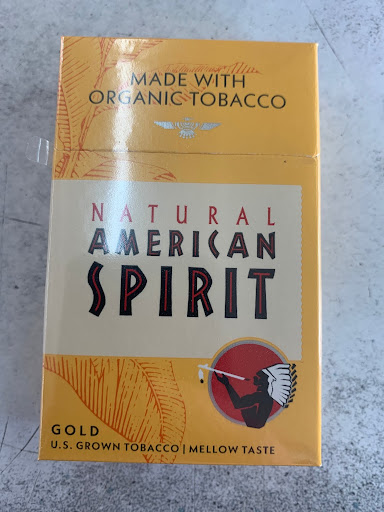 MADE WITH
ORGANIC TOBACCO
NATURAL
AMERICAN
SPIRIT
GOLD
U.S. GROWN TOBACCO | MELLOW TASTE